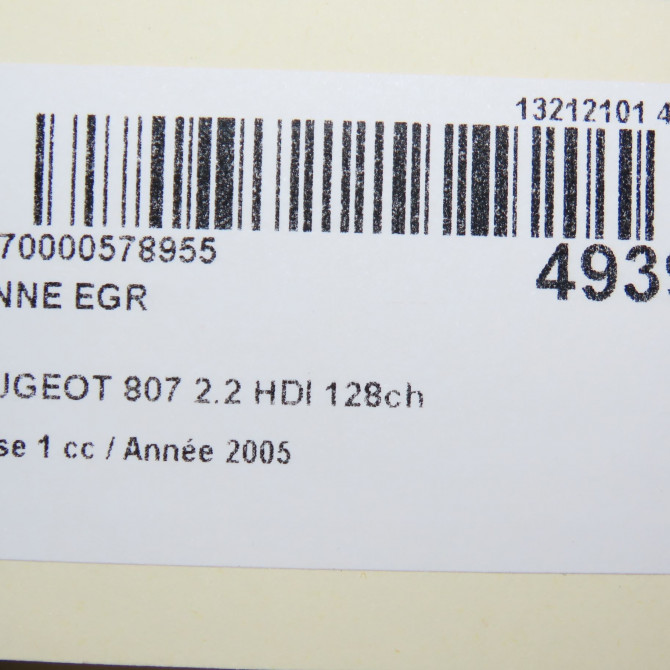 13212101 4
70000578955
4939
NNE EGR
UGEOT 807 2.2 HDI 128ch
se 1 cc / Année 2005